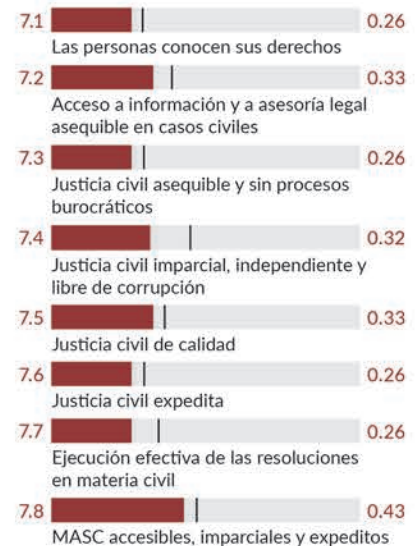 7.1 0.26
Las personas conocen sus derechos
7.2 0.33
Acceso a información y a asesoría legal
asequible en casos civiles
7.3 0.26
Justicia civil asequible y sin procesos
burocráticos
7.4 0.32
Justicia civil imparcial, independiente y
libre de corrupción
7.5 0.33
Justicia civil de calidad
7.6 0.26
Justicia civil expedita
7.7 0.26
Ejecución efectiva de las resoluciones
en materia civil
7.8 0.43
MASC accesibles, imparciales y expeditos